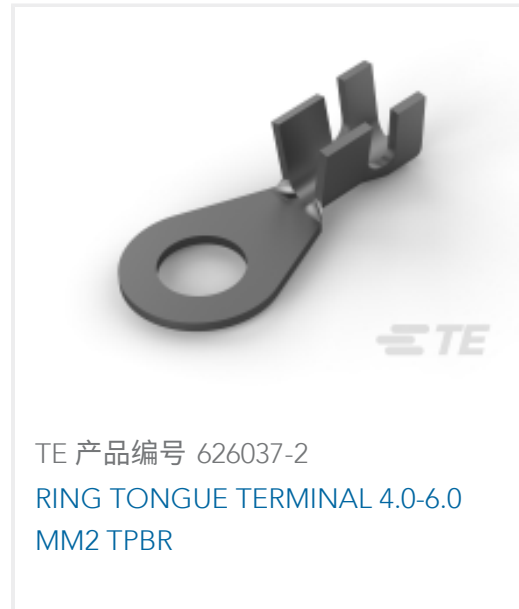 TE
TE 产品编号 626037-2
RING TONGUE TERMINAL 4.0-6.0
MM2 TPBR